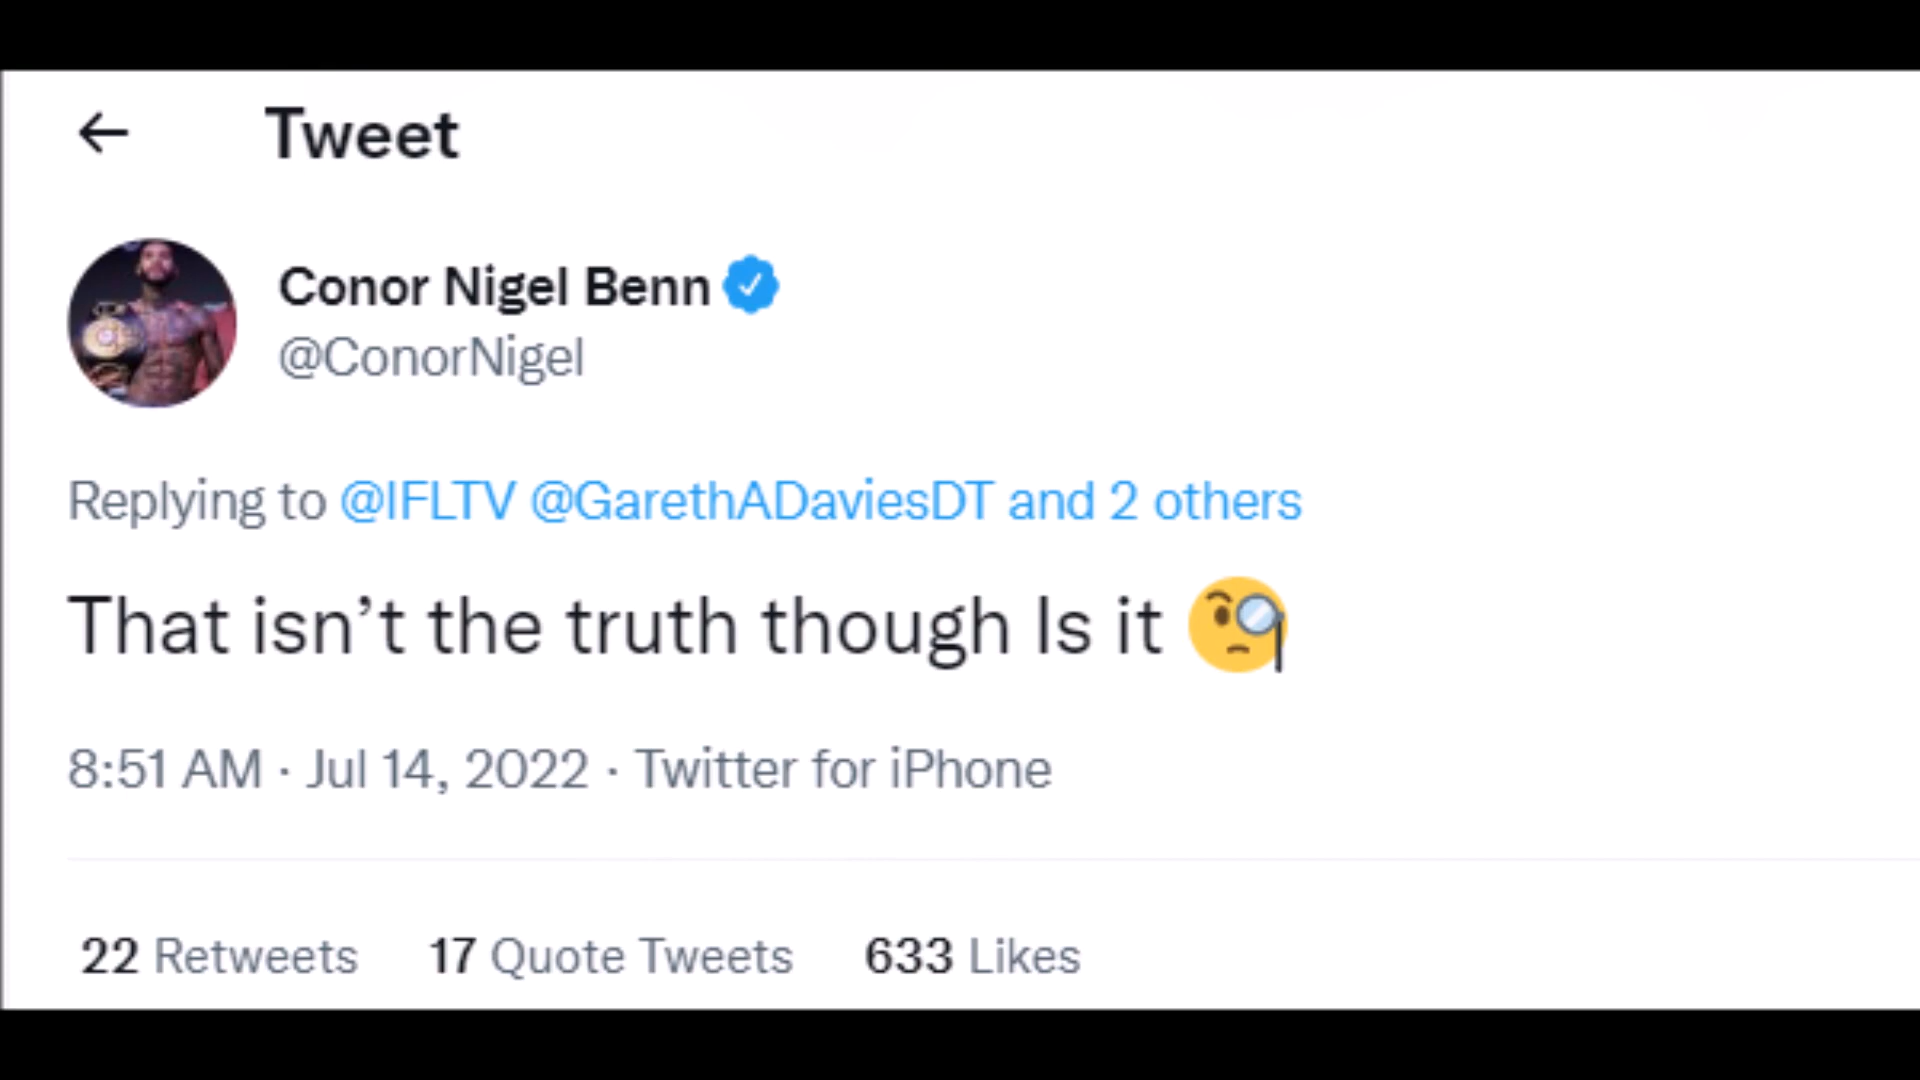 Tweet
Conor Nigel Benn
@ConorNigel
Replying to @IFLTV @GarethADaviesDT and 2 others
That isn’t the truth though Is it 🧐
8:51 AM · Jul 14, 2022 · Twitter for iPhone
22 Retweets 17 Quote Tweets 633 Likes